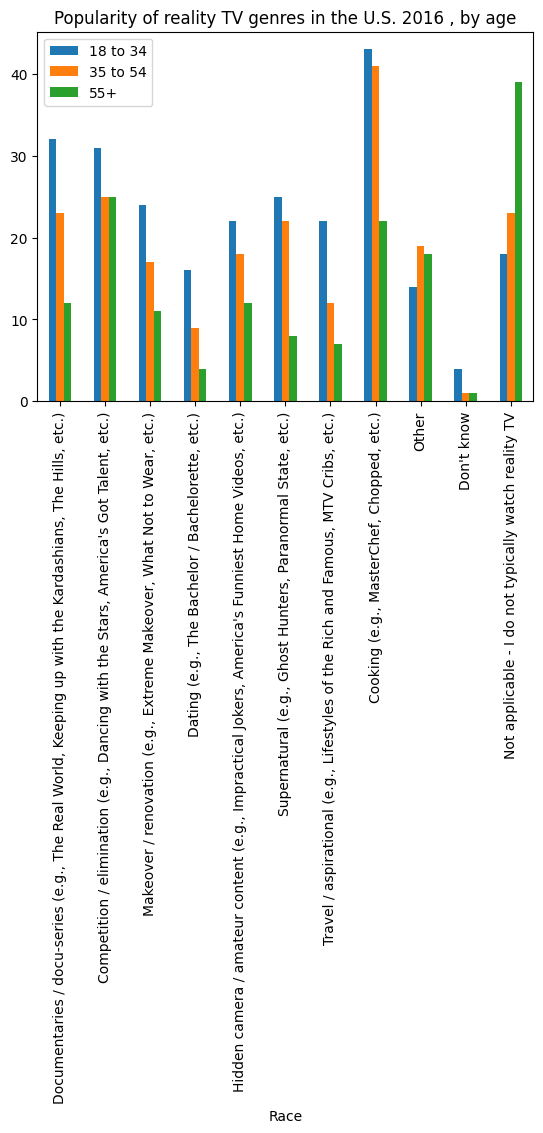 Popularity of reality TV genres in the U.S. 2016 , by age
18 to 34
35 to 54
55+
40
30
20
10
0
Documentaries / docu-series (e.g., The Real World, Keeping up with the Kardashians, The Hills, etc.)
Competition / elimination (e.g., Dancing with the Stars, America's Got Talent, etc.)
Makeover / renovation (e.g., Extreme Makeover, What Not to Wear, etc.)
Dating (e.g., The Bachelor / Bachelorette, etc.)
Hidden camera / amateur content (e.g., Impractical Jokers, America's Funniest Home Videos, etc.)
Supernatural (e.g., Ghost Hunters, Paranormal State, etc.)
Travel / aspirational (e.g., Lifestyles of the Rich and Famous, MTV Cribs, etc.)
Cooking (e.g., MasterChef, Chopped, etc.)
Other
Don't know
Not applicable - I do not typically watch reality TV
Race